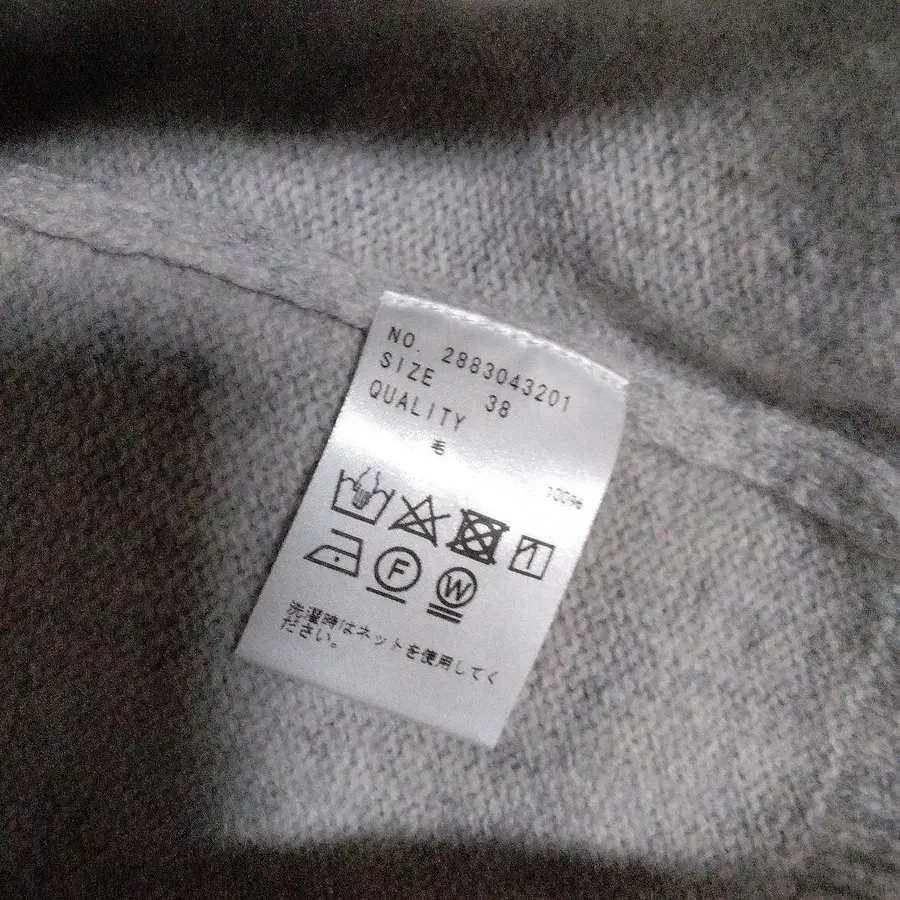 NO. 2883043201
SIZE 38
QUALITY
毛 100%
F W
洗濯時はネットを使用してく
ださい。